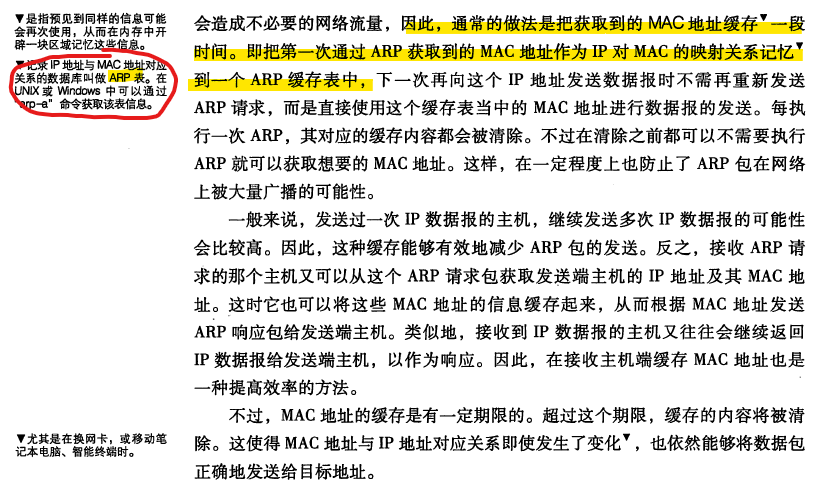 ▼是指预见到同样的信息可能
会再次使用，从而在内存中开
辟一块区域记忆这些信息。
▼记录 IP 地址与 MAC 地址对应
关系的数据库叫做 ARP 表。在
UNIX 或 Windows 中可以通过
“arp-a”命令获取该表信息。
会造成不必要的网络流量，因此，通常的做法是把获取到的 MAC 地址缓存▼一段
时间。即把第一次通过 ARP 获取到的 MAC 地址作为 IP 对 MAC 的映射关系记忆▼
到一个 ARP 缓存表中，下一次再向这个 IP 地址发送数据报时不需再重新发送
ARP 请求，而是直接使用这个缓存表当中的 MAC 地址进行数据报的发送。每执
行一次 ARP，其对应的缓存内容都会被清除。不过在清除之前都可以不需要执行
ARP 就可以获取想要的 MAC 地址。这样，在一定程度上也防止了 ARP 包在网络
上被大量广播的可能性。
一般来说，发送过一次 IP 数据报的主机，继续发送多次 IP 数据报的可能性
会比较高。因此，这种缓存能够有效地减少 ARP 包的发送。反之，接收 ARP 请
求的那个主机又可以从这个 ARP 请求包获取发送端主机的 IP 地址及其 MAC 地
址。这时它也可以将这些 MAC 地址的信息缓存起来，从而根据 MAC 地址发送
ARP 响应包给发送端主机。类似地，接收到 IP 数据报的主机又往往会继续返回
IP 数据报给发送端主机，以作为响应。因此，在接收主机端缓存 MAC 地址也是
一种提高效率的方法。
不过，MAC 地址的缓存是有一定期限的。超过这个期限，缓存的内容将被清
除。这使得 MAC 地址与 IP 地址对应关系即使发生了变化▼，也依然能够将数据包
正确地发送给目标地址。
▼尤其是在换网卡，或移动笔
记本电脑、智能终端时。